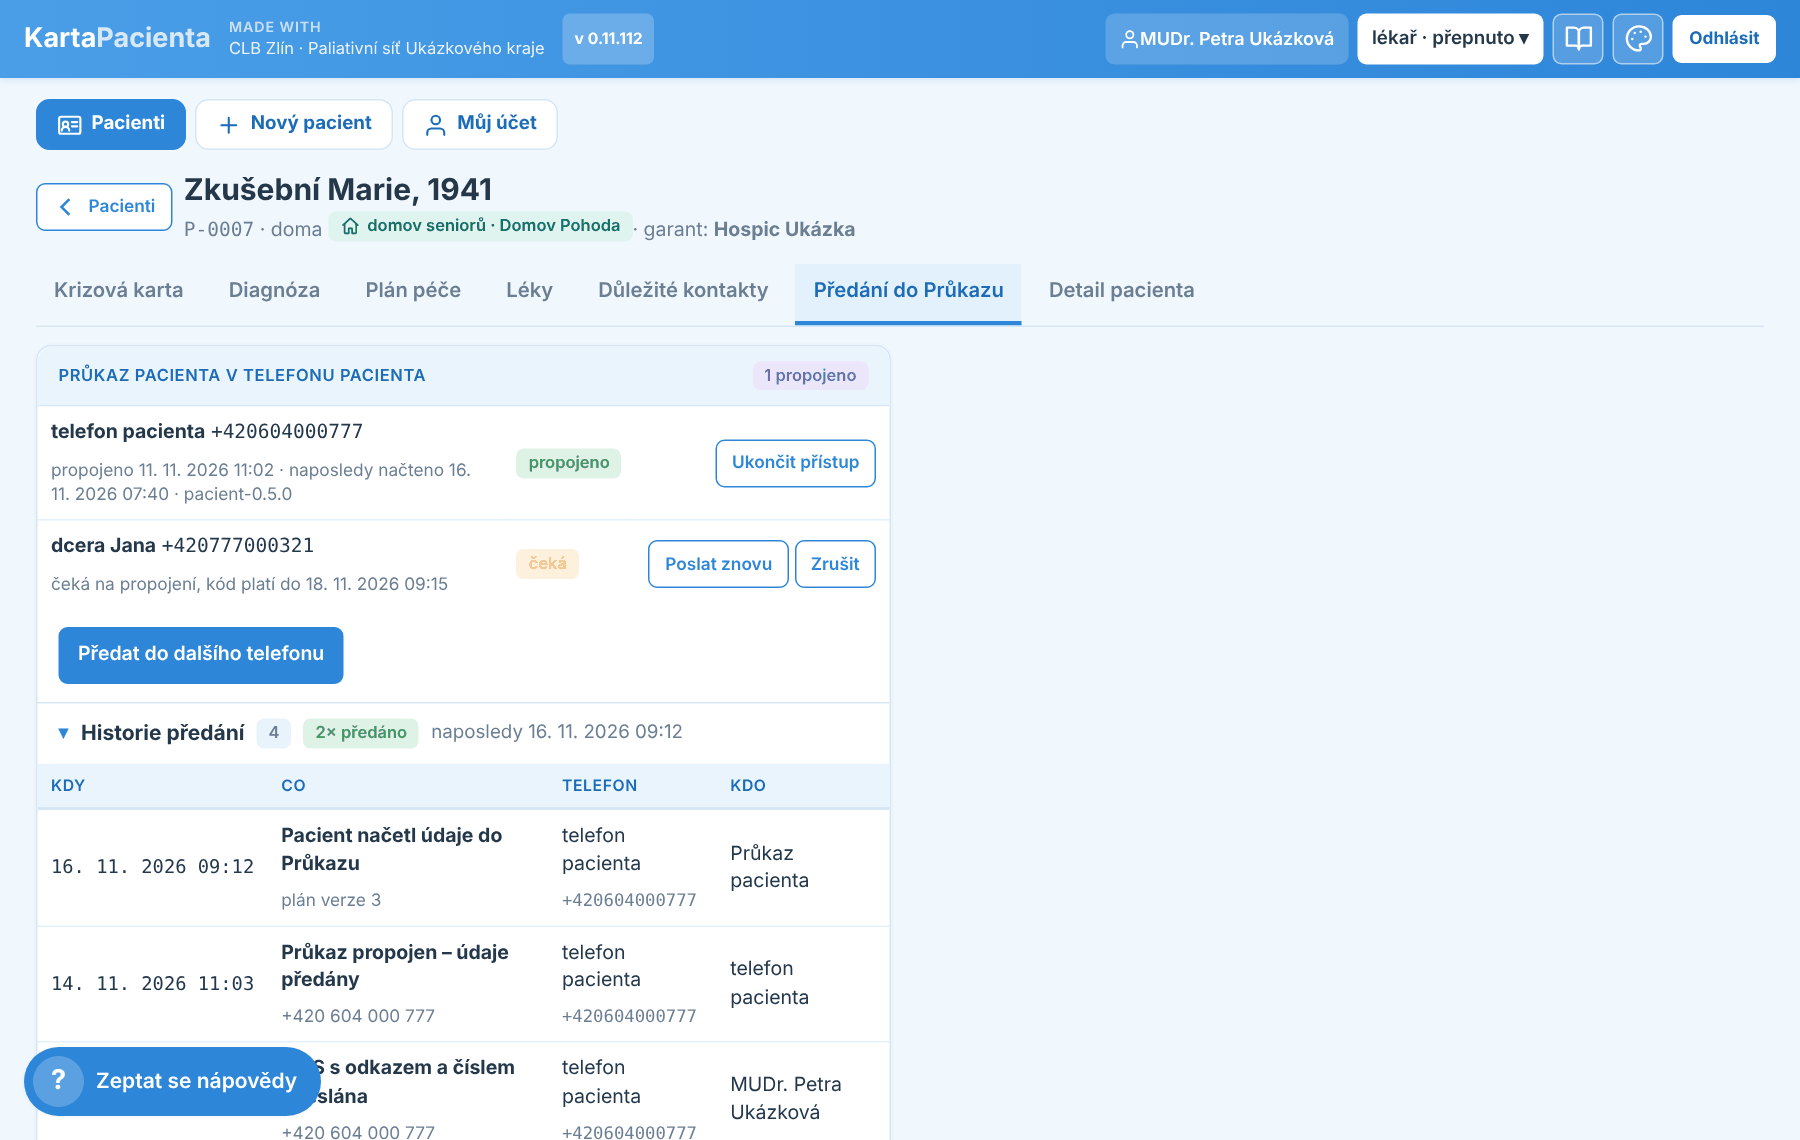 KartaPacienta
MADE WITH
CLB Zlín · Paliativní síť Ukázkového kraje
v 0.11.112
MUDr. Petra Ukázková
lékař · přepnuto ▾
Odhlásit
Pacienti
Nový pacient
Můj účet
Pacienti
Zkušební Marie, 1941
P-0007 · doma domov seniorů · Domov Pohoda · garant: Hospic Ukázka
Krizová karta
Diagnóza
Plán péče
Léky
Důležité kontakty
Předání do Průkazu
Detail pacienta
PRŮKAZ PACIENTA V TELEFONU PACIENTA
1 propojeno
telefon pacienta +420604000777
propojeno 11. 11. 2026 11:02 · naposledy načteno 16.
11. 2026 07:40 · pacient-0.5.0
propojeno
Ukončit přístup
dcera Jana +420777000321
čeká na propojení, kód platí do 18. 11. 2026 09:15
čeká
Poslat znovu
Zrušit
Předat do dalšího telefonu
▾ Historie předání 4 2× předáno naposledy 16. 11. 2026 09:12
KDY CO TELEFON KDO
16. 11. 2026 09:12
Pacient načetl údaje do
Průkazu
plán verze 3
telefon
pacienta
+420604000777
Průkaz
pacienta
14. 11. 2026 11:03
Průkaz propojen – údaje
předány
+420 604 000 777
telefon
pacienta
+420604000777
telefon
pacienta
s odkazem a číslem
+420 604 000 777
telefon
pacienta
+420604000777
MUDr. Petra
Ukázková
? Zeptat se nápovědy